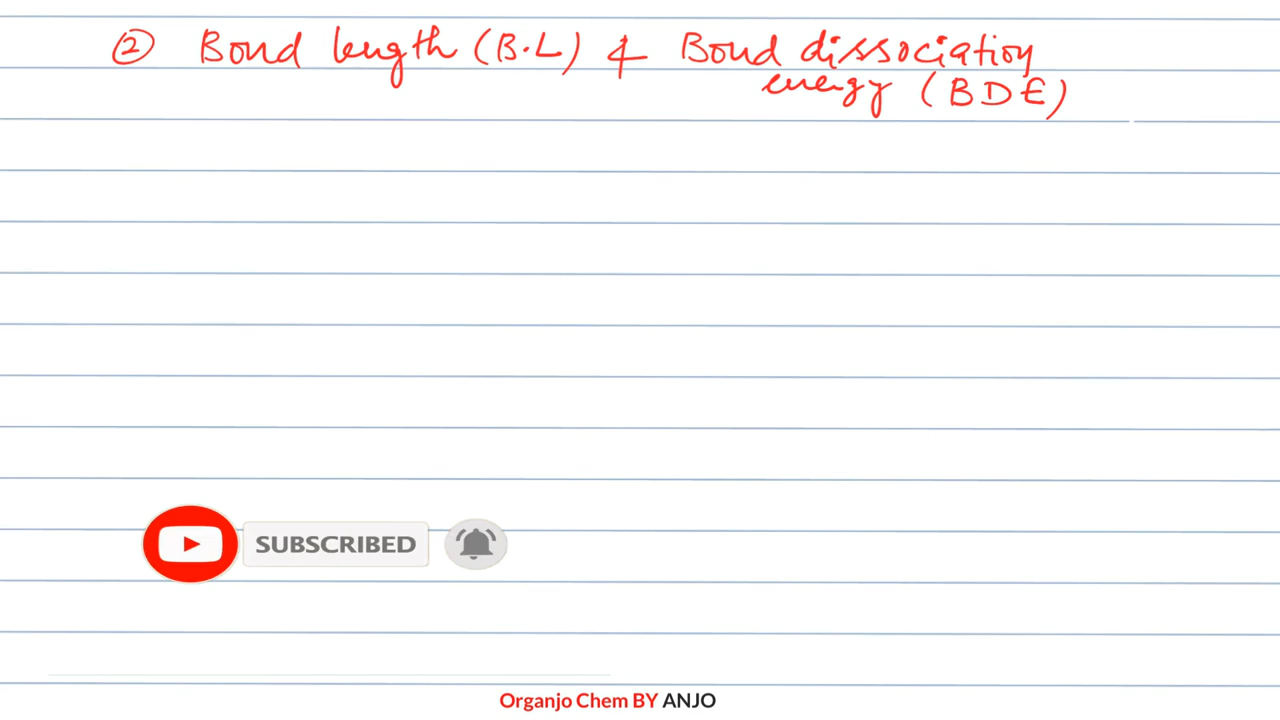 ② Bond length (B.L) & Bond dissociation
energy (BDE)
SUBSCRIBED
Organjo Chem BY ANJO